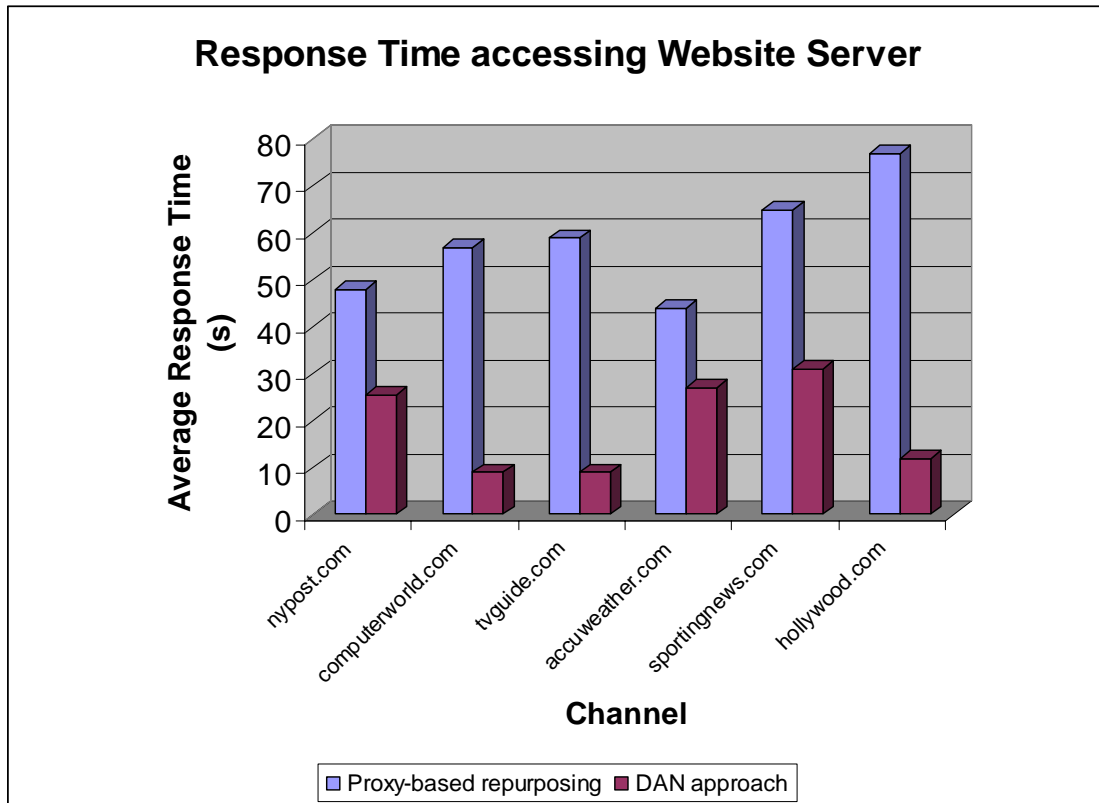 Response Time accessing Website Server
Average Response Time
(s)
80
70
60
50
40
30
20
10
0
nypost.com
computerworld.com
tvguide.com
accuweather.com
sportingnews.com
hollywood.com
Channel
Proxy-based repurposing
DAN approach